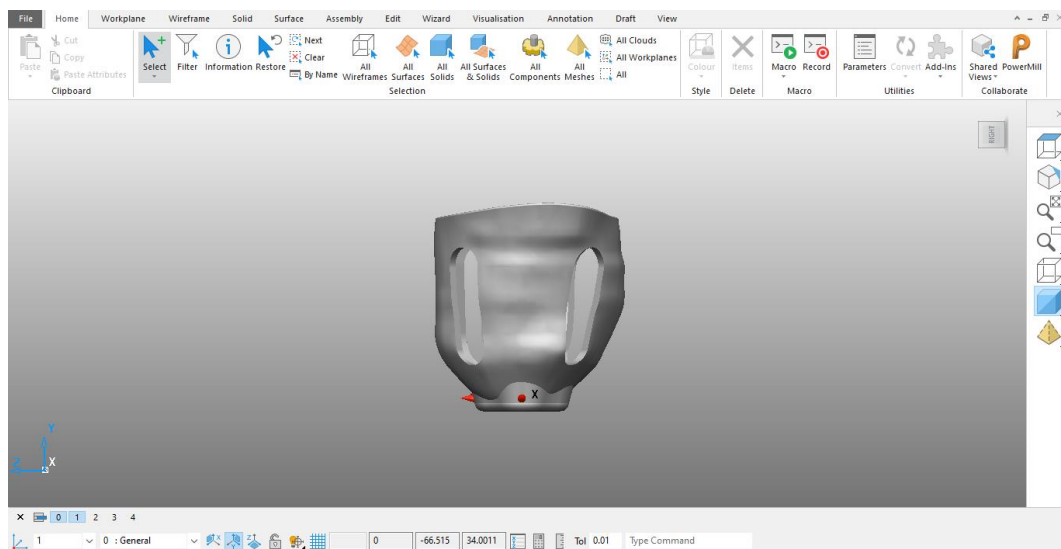 File Home Workplane Wireframe Solid Surface Assembly Edit Wizard Visualisation Annotation Draft View
Paste
Cut
Copy
Paste Attributes
Clipboard
Select
Filter
Information
Restore
Next
Clear
By Name
All Wireframes
All Surfaces
All Solids
All Surfaces & Solids
All Components
All Meshes
All Clouds
All Workplanes
All
Selection
Colour
Style
Items
Delete
Macro
Record
Macro
Parameters
Convert
Add-Ins
Utilities
Shared Views
PowerMill
Collaborate
RIGHT
X
Y
Z
X
0 1 2 3 4
1 0 : General 0 -66.515 34.0011 Tol 0.01 Type Command